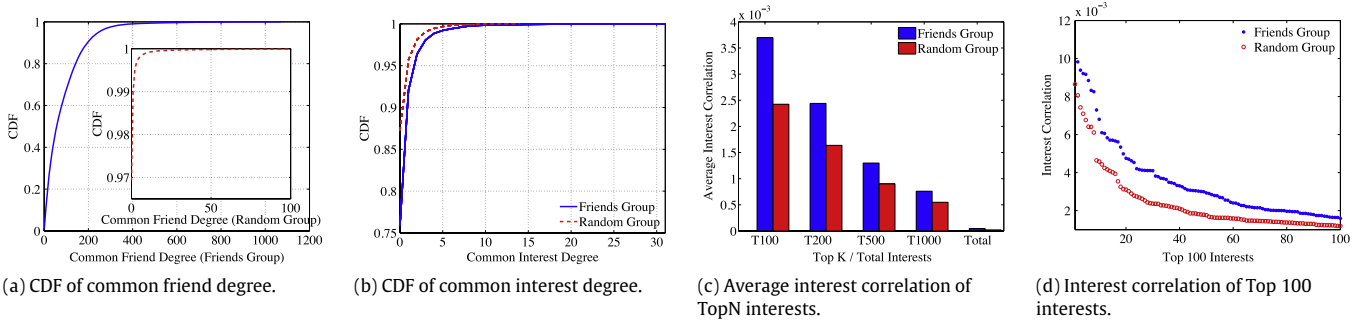 1
0.8
0.6
0.4
0.2
0
CDF
0 200 400 600 800 1000 1200
Common Friend Degree (Friends Group)
1
0.99
0.98
0.97
CDF
0 50 100
Common Friend Degree (Random Group)
(a) CDF of common friend degree.
1
0.95
0.9
0.85
0.8
0.75
CDF
0 5 10 15 20 25 30
Common Interest Degree
Friends Group
Random Group
(b) CDF of common interest degree.
4 x 10⁻³
3.5
3
2.5
2
1.5
1
0.5
0
Average Interest Correlation
T100 T200 T500 T1000 Total
Top K / Total Interests
Friends Group
Random Group
(c) Average interest correlation of
TopN interests.
12 x 10⁻³
10
8
6
4
2
Interest Correlation
20 40 60 80 100
Top 100 Interests
Friends Group
Random Group
(d) Interest correlation of Top 100
interests.